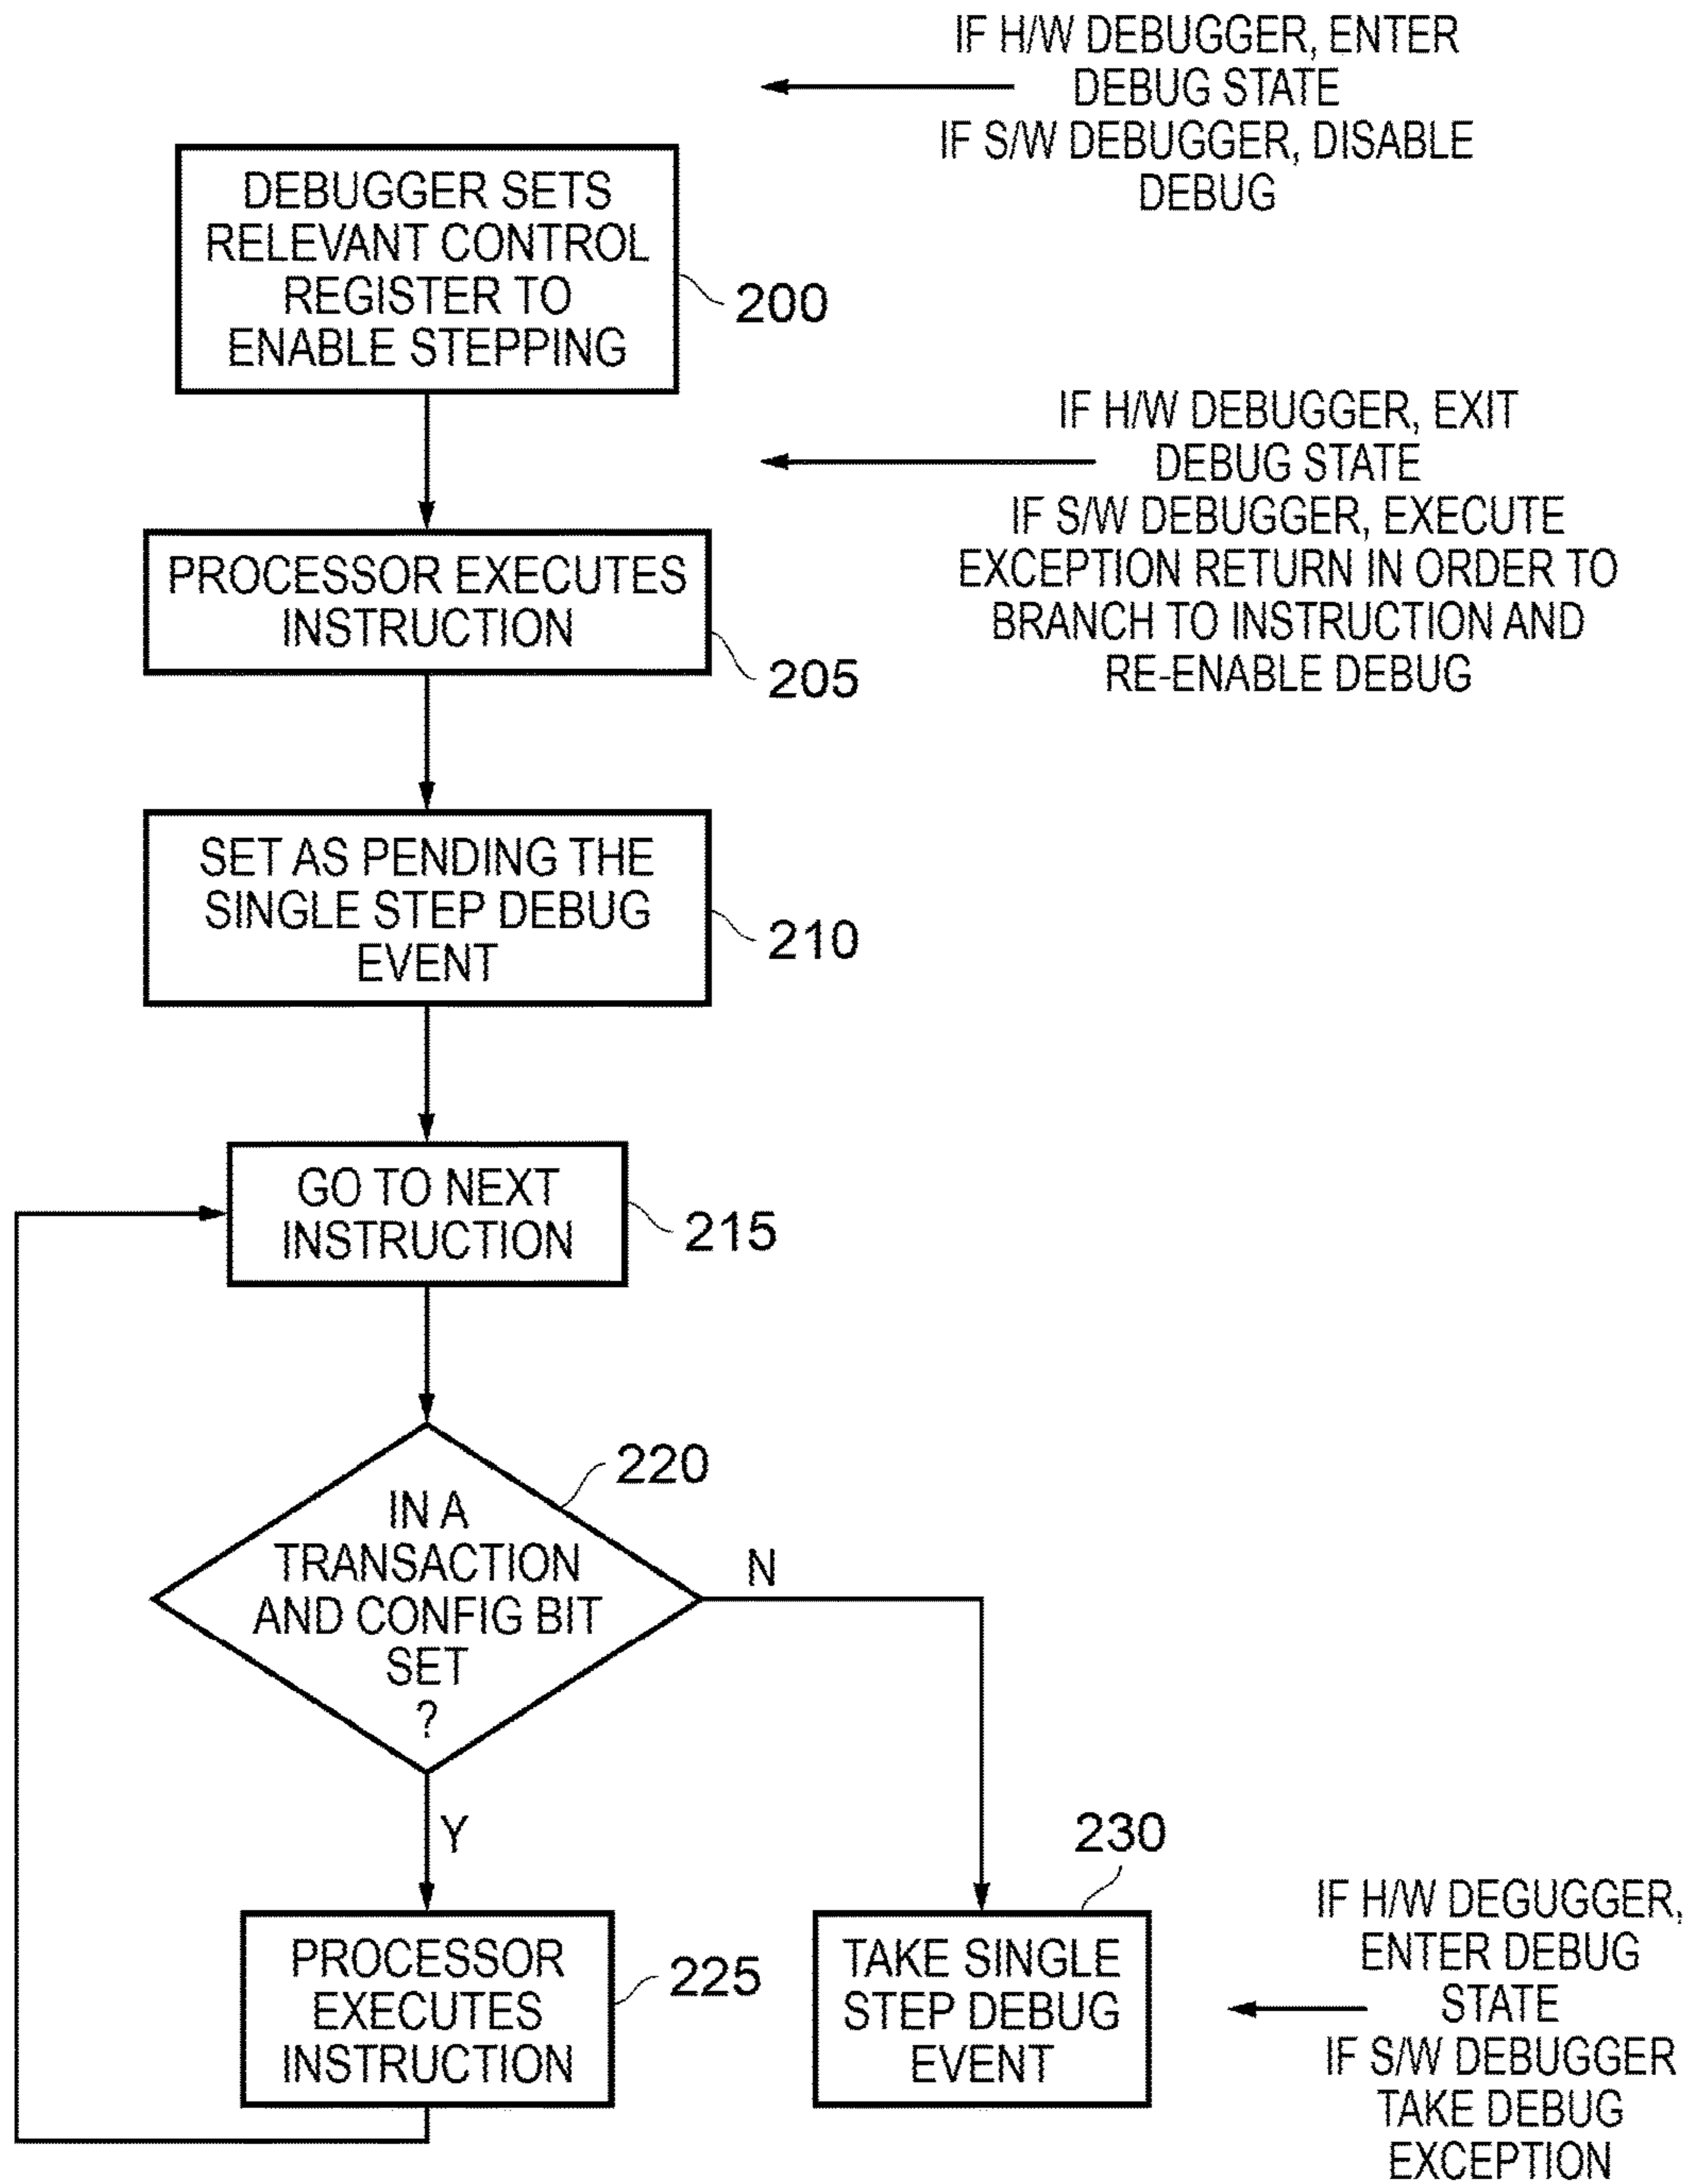 IF H/W DEBUGGER, ENTER
DEBUG STATE
IF S/W DEBUGGER, DISABLE
DEBUG
DEBUGGER SETS
RELEVANT CONTROL
REGISTER TO
ENABLE STEPPING
200
IF H/W DEBUGGER, EXIT
DEBUG STATE
IF S/W DEBUGGER, EXECUTE
EXCEPTION RETURN IN ORDER TO
BRANCH TO INSTRUCTION AND
RE-ENABLE DEBUG
PROCESSOR EXECUTES
INSTRUCTION
205
SET AS PENDING THE
SINGLE STEP DEBUG
EVENT
210
GO TO NEXT
INSTRUCTION
215
220
IN A
TRANSACTION
AND CONFIG BIT
SET
?
N
Y
PROCESSOR
EXECUTES
INSTRUCTION
225
230
TAKE SINGLE
STEP DEBUG
EVENT
IF H/W DEGUGGER,
ENTER DEBUG
STATE
IF S/W DEBUGGER
TAKE DEBUG
EXCEPTION